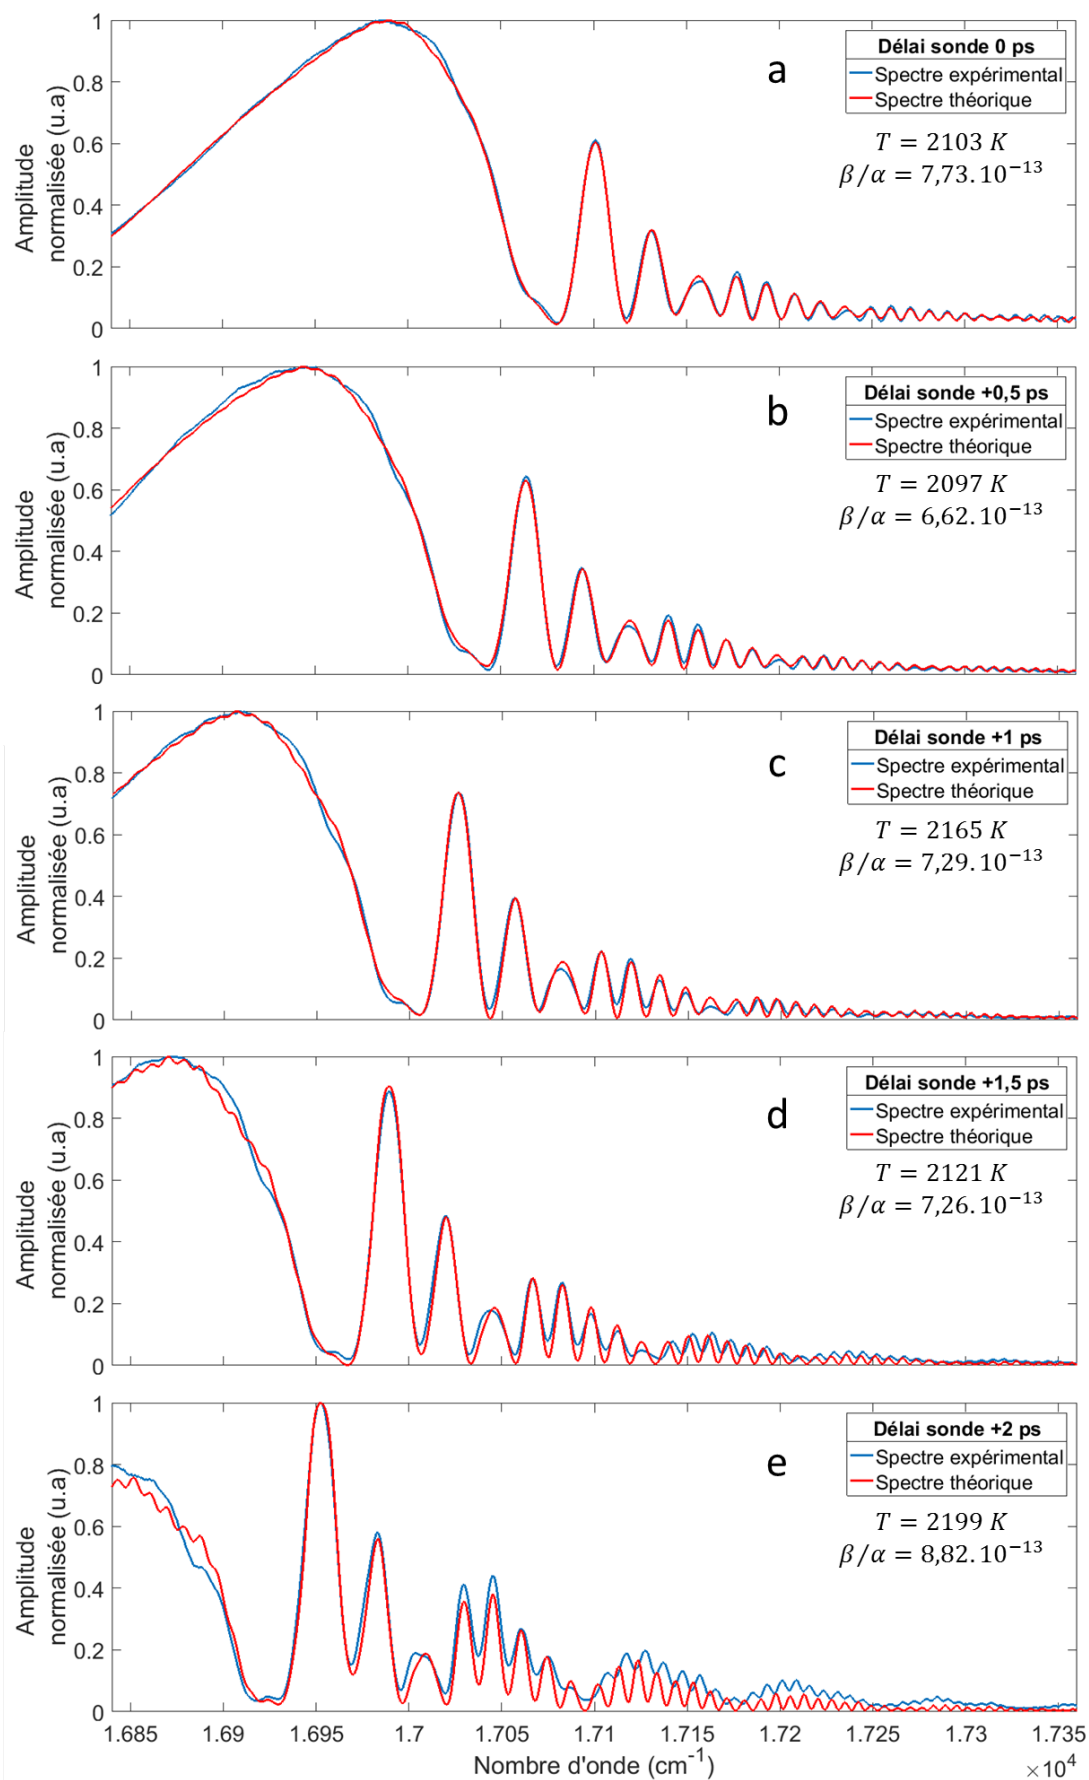 1
0.8
0.6
0.4
0.2
0
Amplitude
normalisée (u.a)
a
Délai sonde 0 ps
Spectre expérimental
Spectre théorique
T = 2103 K
β/α = 7,73.10⁻¹³
1
0.8
0.6
0.4
0.2
0
Amplitude
normalisée (u.a)
b
Délai sonde +0,5 ps
Spectre expérimental
Spectre théorique
T = 2097 K
β/α = 6,62.10⁻¹³
1
0.8
0.6
0.4
0.2
0
Amplitude
normalisée (u.a)
c
Délai sonde +1 ps
Spectre expérimental
Spectre théorique
T = 2165 K
β/α = 7,29.10⁻¹³
1
0.8
0.6
0.4
0.2
0
Amplitude
normalisée (u.a)
d
Délai sonde +1,5 ps
Spectre expérimental
Spectre théorique
T = 2121 K
β/α = 7,26.10⁻¹³
1
0.8
0.6
0.4
0.2
0
Amplitude
normalisée (u.a)
e
Délai sonde +2 ps
Spectre expérimental
Spectre théorique
T = 2199 K
β/α = 8,82.10⁻¹³
1.685 1.69 1.695 1.7 1.705 1.71 1.715 1.72 1.725 1.73 1.735
Nombre d'onde (cm⁻¹)
×10⁴